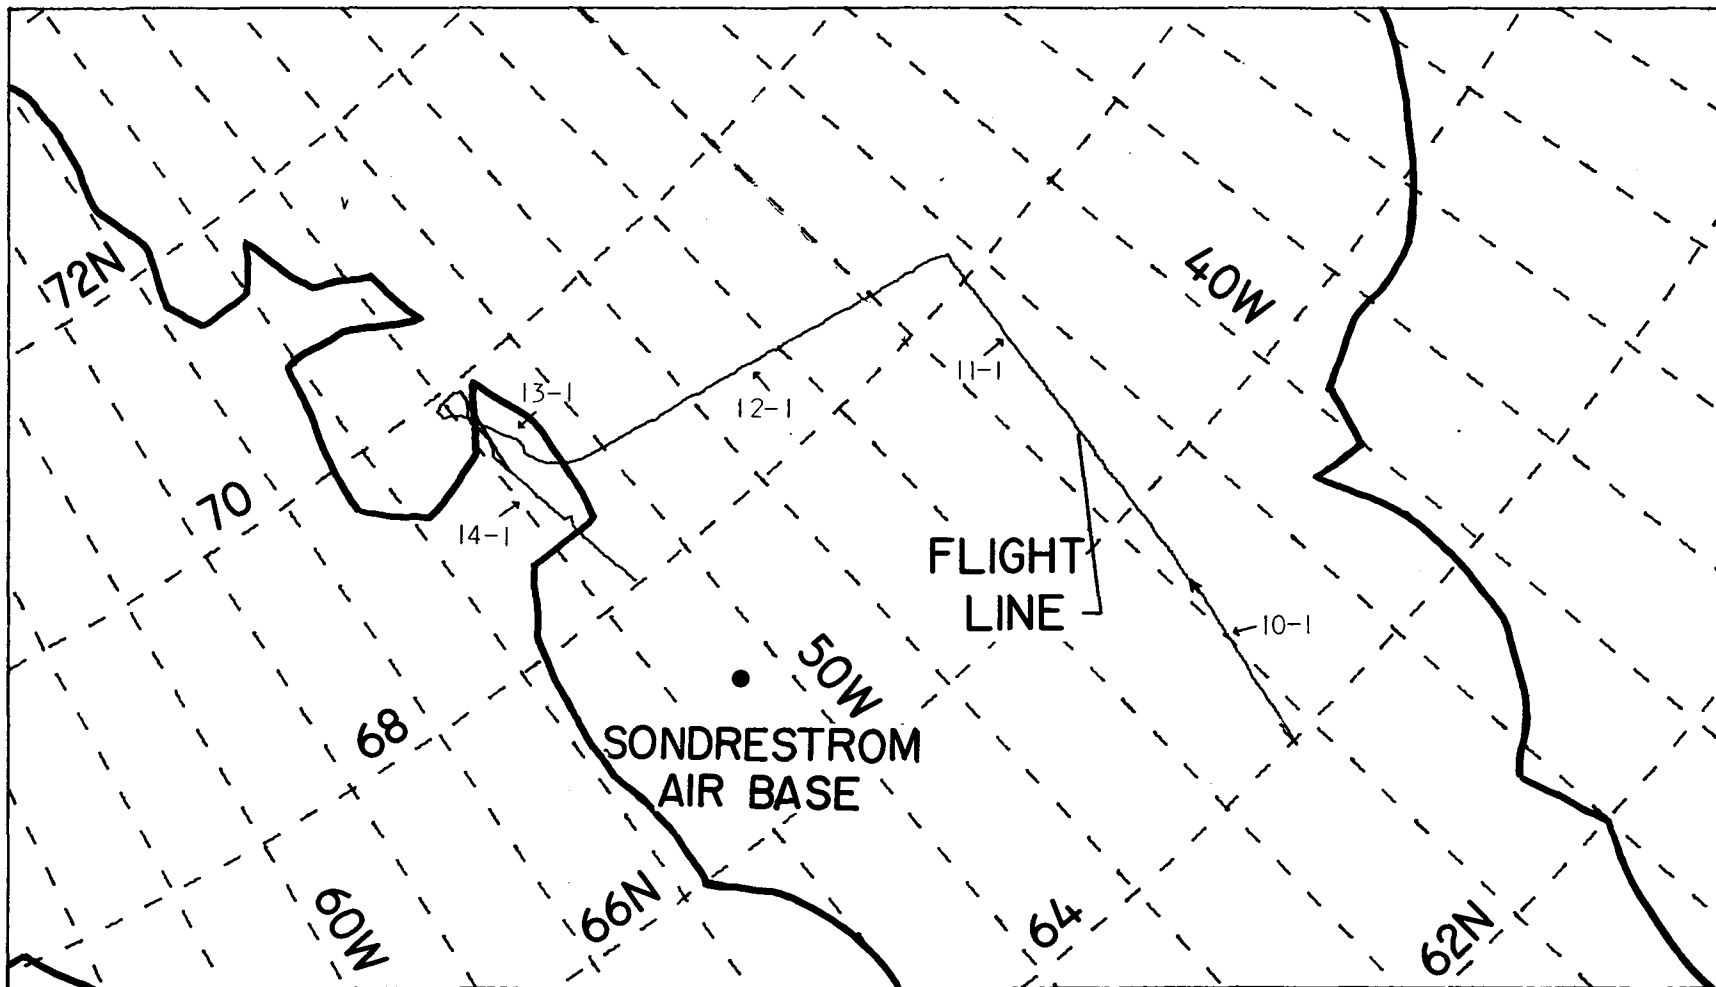 72N
40W
11-1
13-1
12-1
70
14-1
FLIGHT
LINE
10-1
50W
68
SONDRESTROM
AIR BASE
60W
66N
64
62N